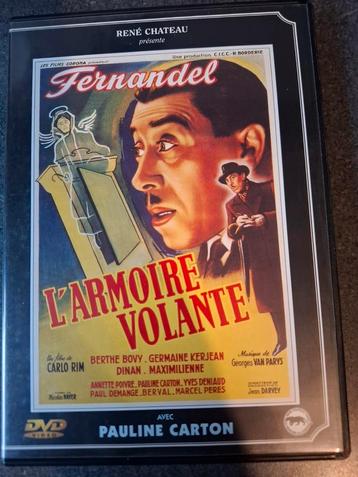 RENÉ CHATEAU
présente
LES FILMS CORONA
Une production C.I.C.C.-H. BORDERIE
Fernandel
L'ARMOIRE
VOLANTE
un film de
CARLO RIM
BERTHE BOVY . GERMAINE KERJEAN
DINAN . MAXIMILIENNE
Musique de
Georges VAN PARYS
ANNETTE POIVRE . PAULINE CARTON . YVES DENIAUD
PAUL DEMANGE . BERVAL . MARCEL PERES
Nicolas HAYER
Jean DARVEY
AVEC
PAULINE CARTON
DVD
VIDEO